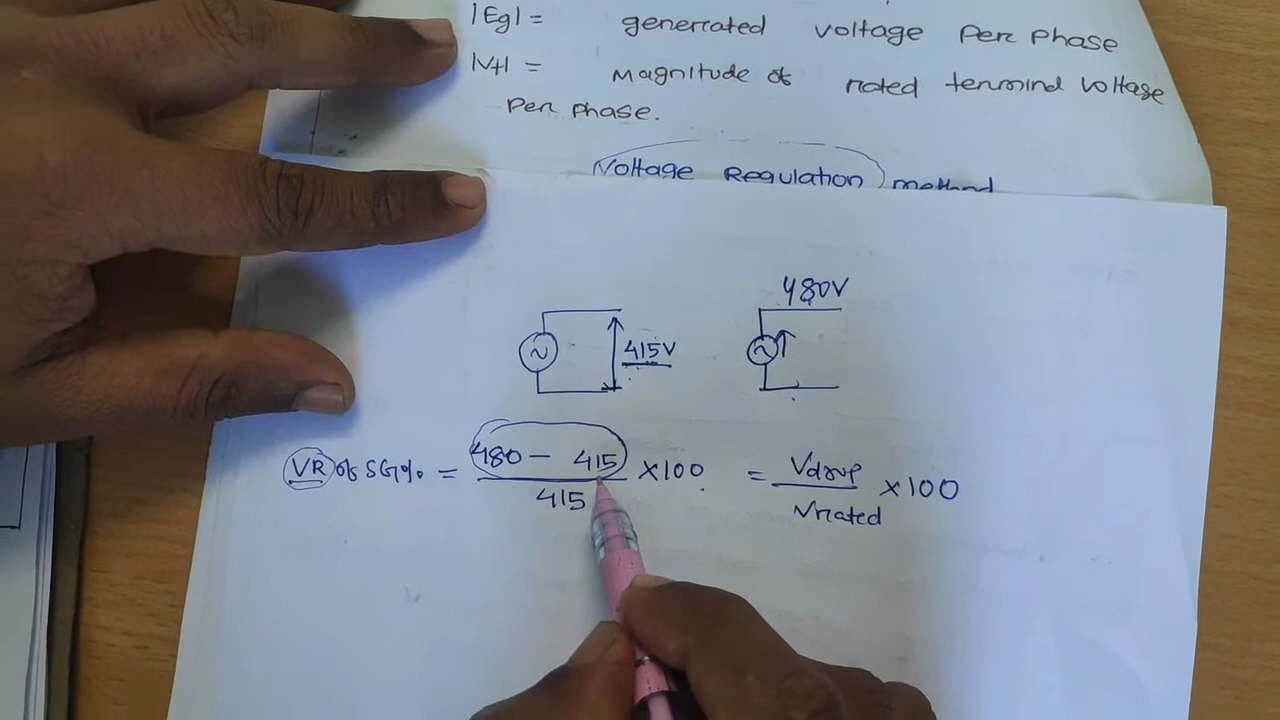 |Eg| = generated voltage Per phase
|Vt| = Magnitude of rated terminal voltage
Per phase.
Voltage Regulation method
480V
415V
VR of SG% = 480 - 415 / 415 ×100 = Vdrop / Vrated ×100